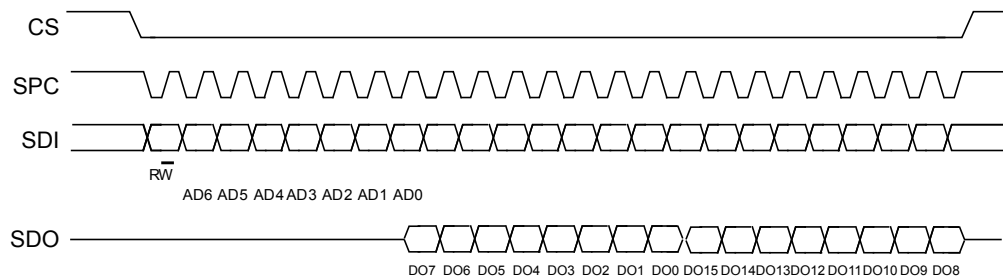 CS
SPC
SDI
RW
AD6 AD5 AD4 AD3 AD2 AD1 AD0
SDO
DO7 DO6 DO5 DO4 DO3 DO2 DO1 DO0 DO15 DO14 DO13 DO12 DO11 DO10 DO9 DO8